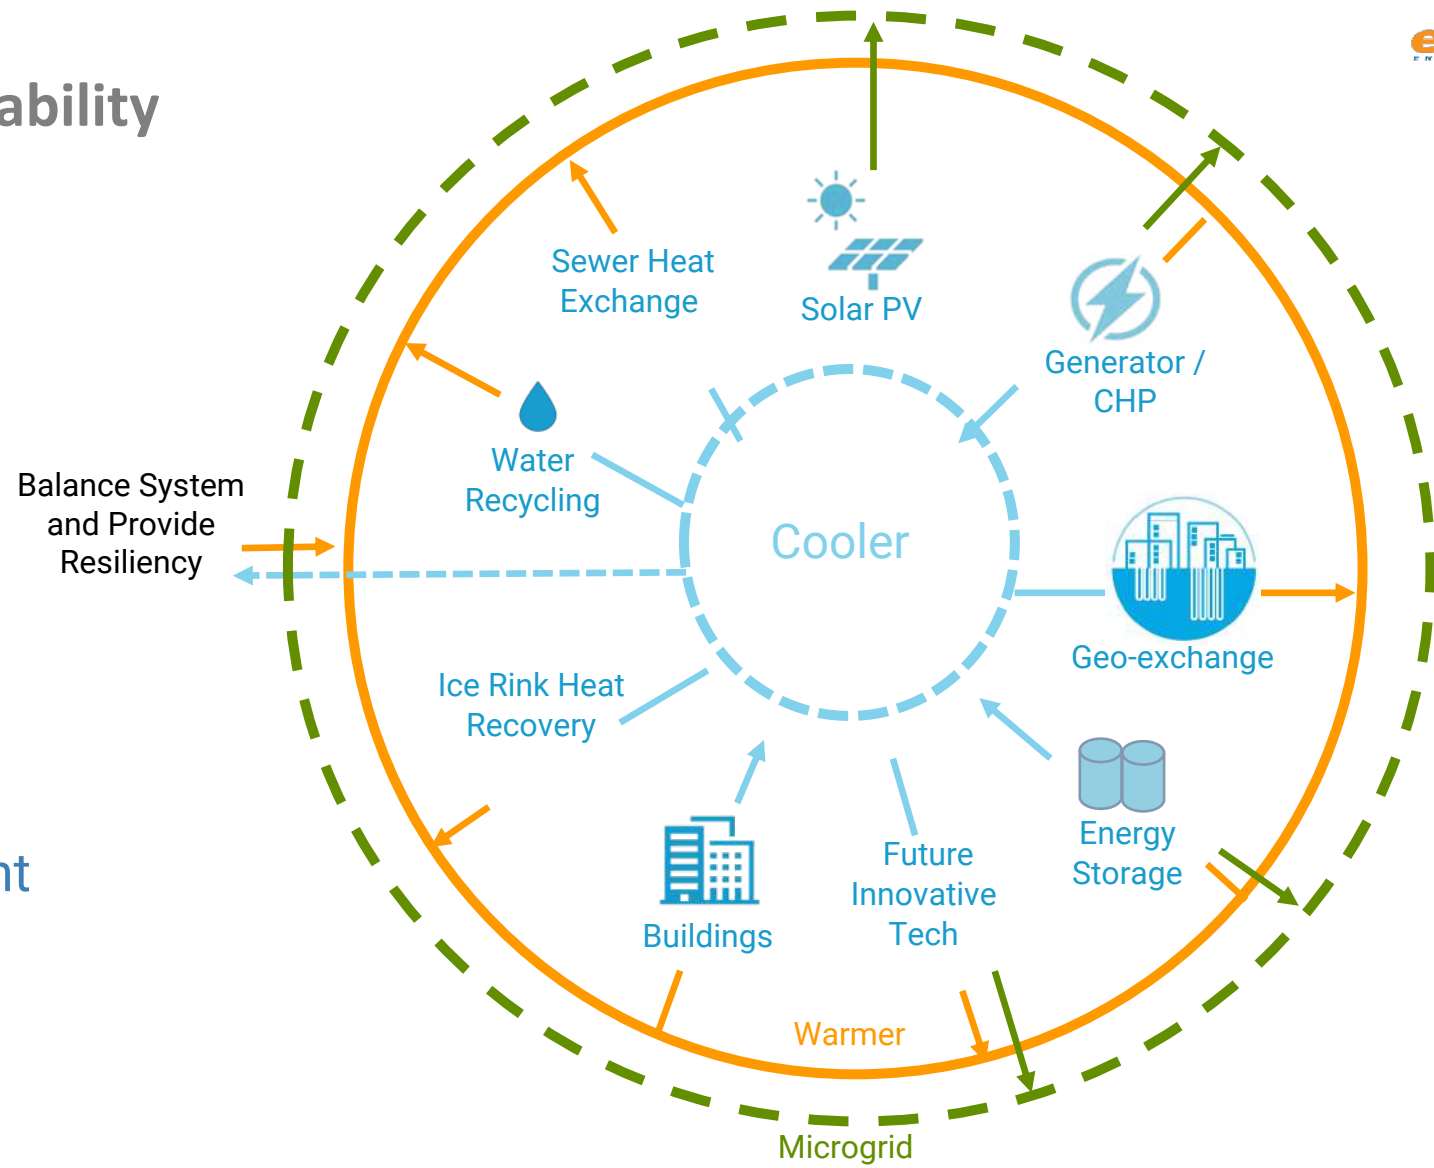 ability
Sewer Heat
Exchange
Solar PV
Generator /
CHP
Water
Recycling
Balance System
and Provide
Resiliency
Cooler
Geo-exchange
Ice Rink Heat
Recovery
Energy
Storage
Future
Innovative
Tech
Buildings
nt
Warmer
Microgrid